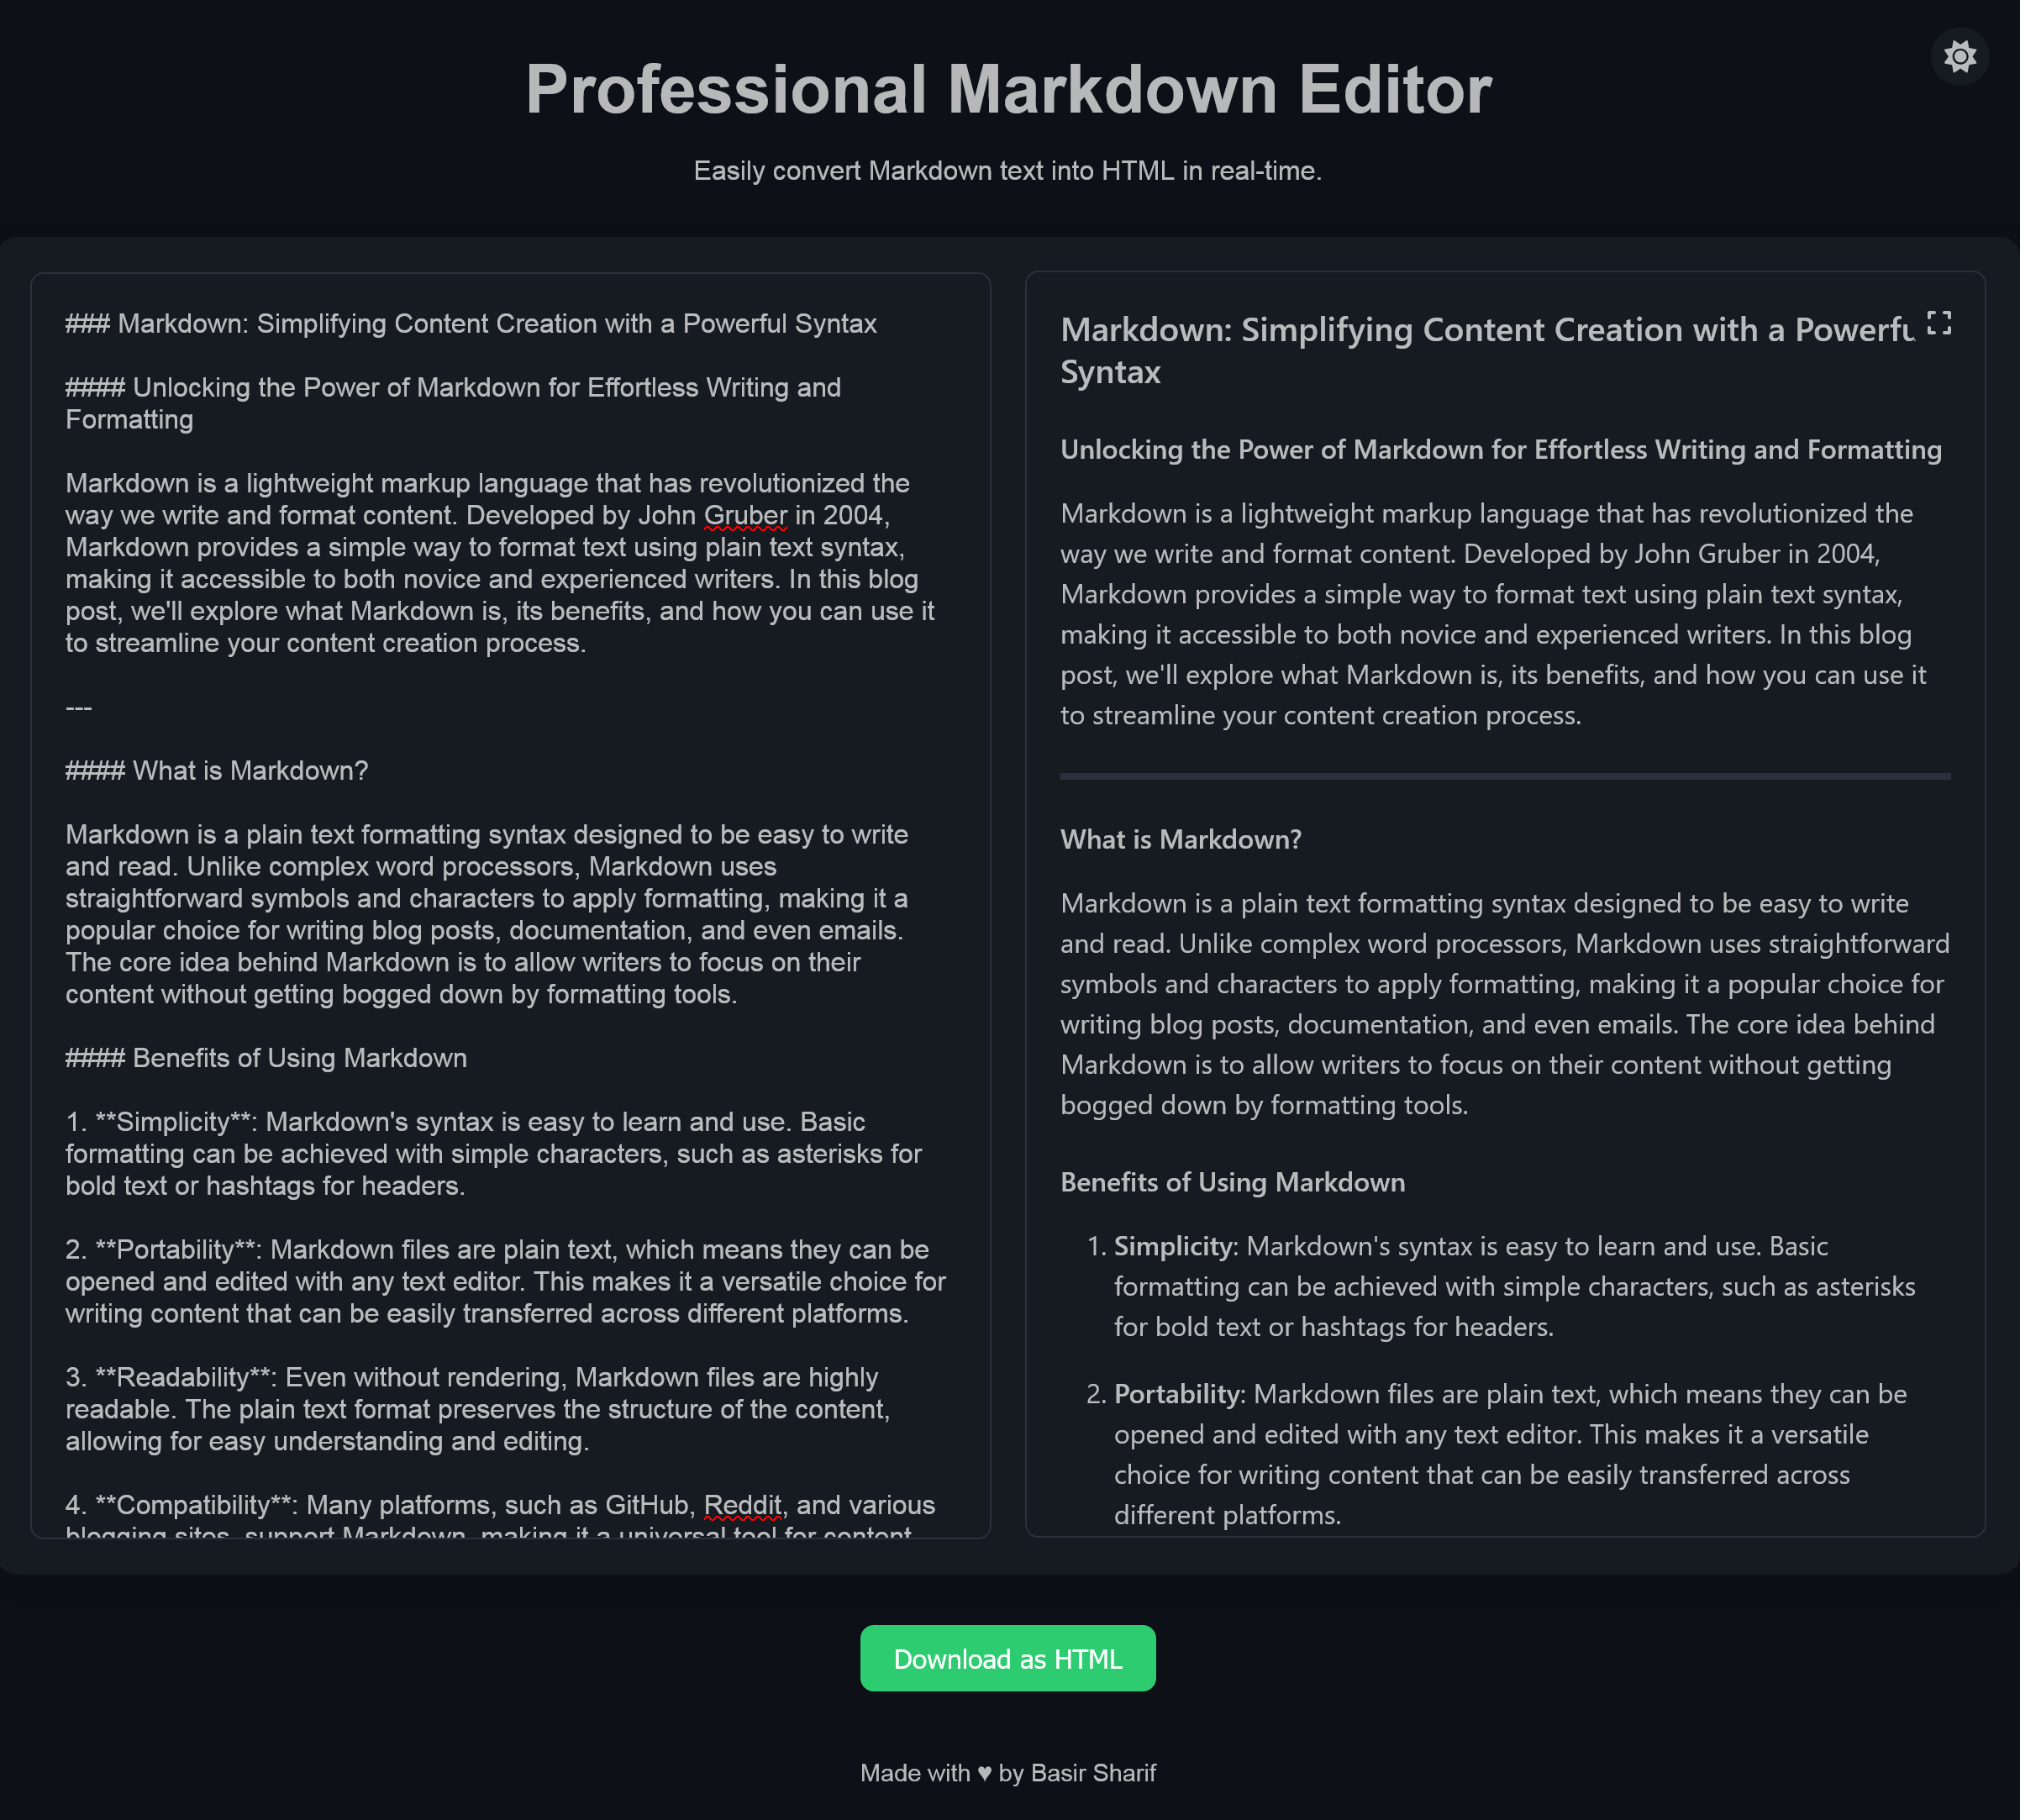 Professional Markdown Editor
Easily convert Markdown text into HTML in real-time.
### Markdown: Simplifying Content Creation with a Powerful Syntax
#### Unlocking the Power of Markdown for Effortless Writing and
Formatting
Markdown is a lightweight markup language that has revolutionized the
way we write and format content. Developed by John Gruber in 2004,
Markdown provides a simple way to format text using plain text syntax,
making it accessible to both novice and experienced writers. In this blog
post, we'll explore what Markdown is, its benefits, and how you can use it
to streamline your content creation process.
---
#### What is Markdown?
Markdown is a plain text formatting syntax designed to be easy to write
and read. Unlike complex word processors, Markdown uses
straightforward symbols and characters to apply formatting, making it a
popular choice for writing blog posts, documentation, and even emails.
The core idea behind Markdown is to allow writers to focus on their
content without getting bogged down by formatting tools.
#### Benefits of Using Markdown
1. **Simplicity**: Markdown's syntax is easy to learn and use. Basic
formatting can be achieved with simple characters, such as asterisks for
bold text or hashtags for headers.
2. **Portability**: Markdown files are plain text, which means they can be
opened and edited with any text editor. This makes it a versatile choice for
writing content that can be easily transferred across different platforms.
3. **Readability**: Even without rendering, Markdown files are highly
readable. The plain text format preserves the structure of the content,
allowing for easy understanding and editing.
4. **Compatibility**: Many platforms, such as GitHub, Reddit, and various
blogging sites, support Markdown, making it a universal tool for content
Markdown: Simplifying Content Creation with a Powerfu
Syntax
Unlocking the Power of Markdown for Effortless Writing and Formatting
Markdown is a lightweight markup language that has revolutionized the
way we write and format content. Developed by John Gruber in 2004,
Markdown provides a simple way to format text using plain text syntax,
making it accessible to both novice and experienced writers. In this blog
post, we'll explore what Markdown is, its benefits, and how you can use it
to streamline your content creation process.
What is Markdown?
Markdown is a plain text formatting syntax designed to be easy to write
and read. Unlike complex word processors, Markdown uses straightforward
symbols and characters to apply formatting, making it a popular choice for
writing blog posts, documentation, and even emails. The core idea behind
Markdown is to allow writers to focus on their content without getting
bogged down by formatting tools.
Benefits of Using Markdown
1. Simplicity: Markdown's syntax is easy to learn and use. Basic
formatting can be achieved with simple characters, such as asterisks
for bold text or hashtags for headers.
2. Portability: Markdown files are plain text, which means they can be
opened and edited with any text editor. This makes it a versatile
choice for writing content that can be easily transferred across
different platforms.
Download as HTML
Made with ♥ by Basir Sharif